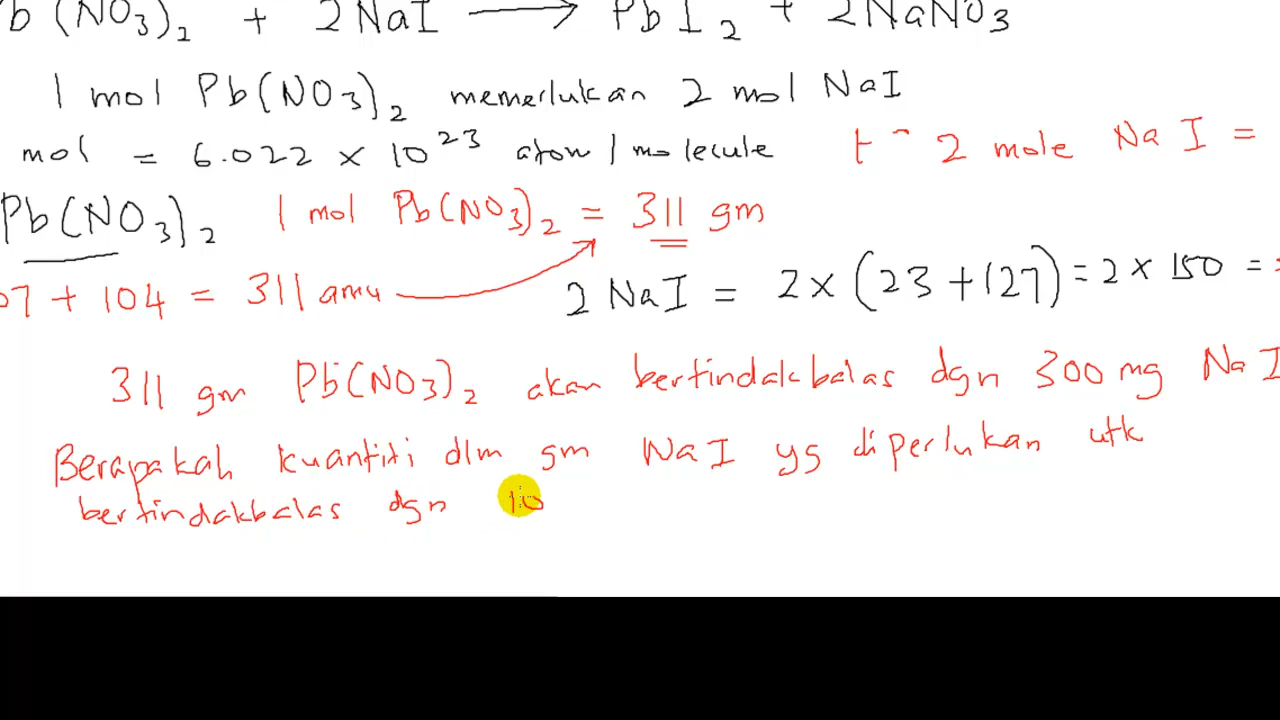 b(NO3)2 + 2NaI → PbI2 + 2NaNO3
1 mol Pb(NO3)2 memerlukan 2 mol NaI
mol = 6.022 x 10^23 atom / molecule
t 2 mole NaI =
Pb(NO3)2 1 mol Pb(NO3)2 = 311 gm
07 + 104 = 311 amu
2 NaI = 2 x (23 + 127) = 2 x 150 =
311 gm Pb(NO3)2 akan bertindakbalas dgn 300 mg NaI
Berapakah kuantiti dlm gm NaI yg diperlukan utk
bertindakbalas dgn 10